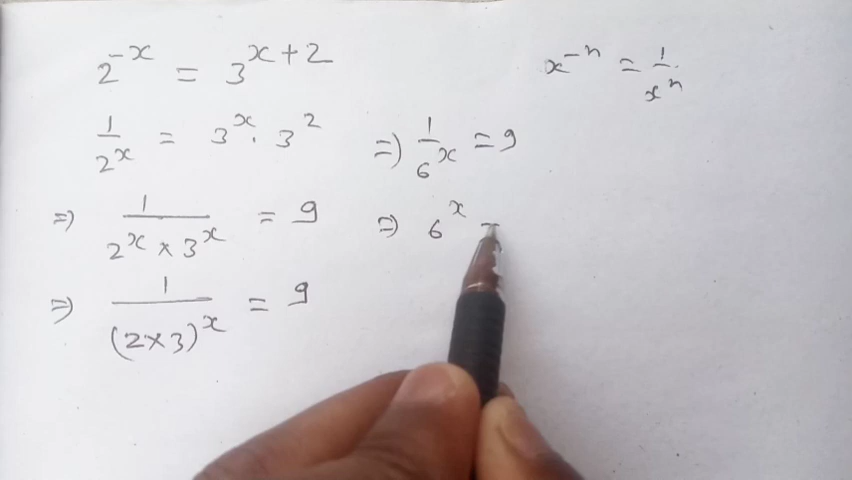 2^{-x} = 3^{x+2}
1/2^x = 3^x . 3^2
=) 1/(2^x × 3^x) = 9
=) 1/(2×3)^x = 9
=) 1/6^x = 9
=) 6^x =
x^{-n} = 1/x^n